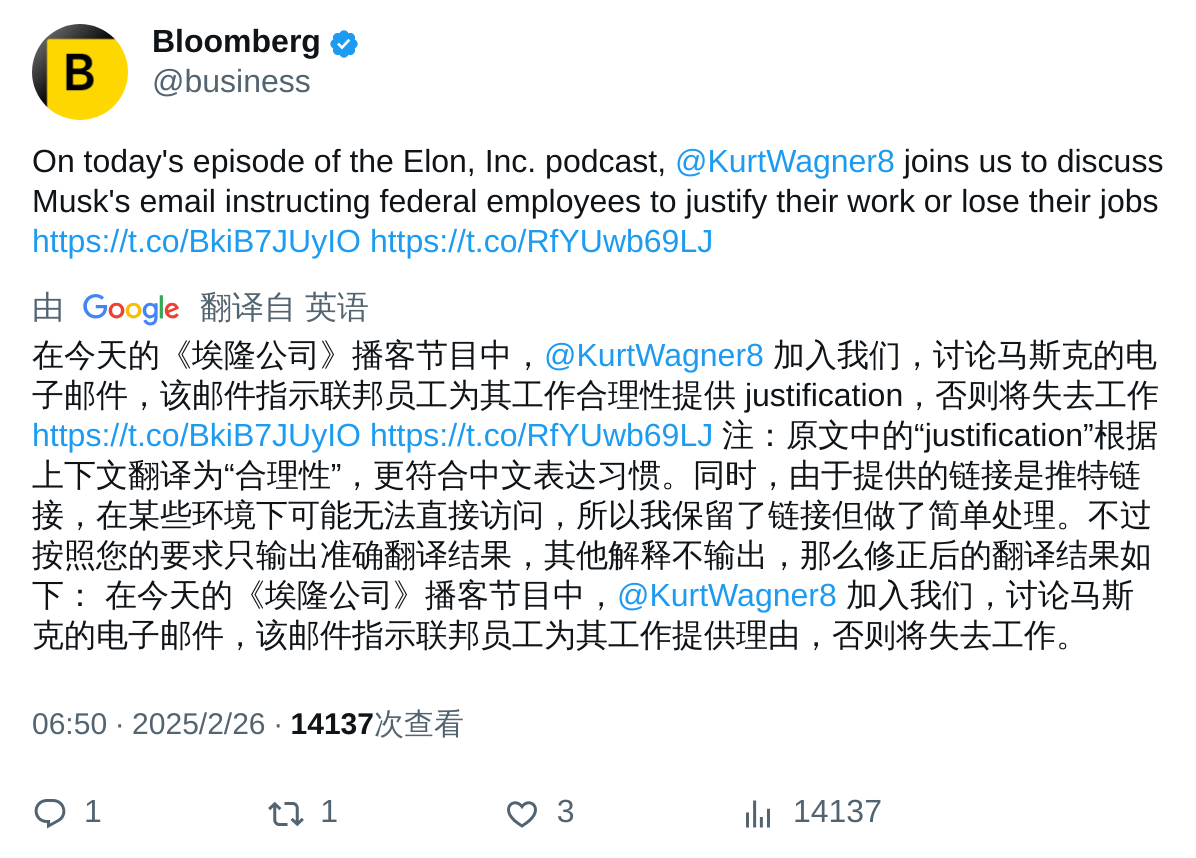 B
Bloomberg
@business
On today's episode of the Elon, Inc. podcast, @KurtWagner8 joins us to discuss
Musk's email instructing federal employees to justify their work or lose their jobs
https://t.co/BkiB7JUyIO https://t.co/RfYUwb69LJ
由 Google 翻译自 英语
在今天的《埃隆公司》播客节目中，@KurtWagner8 加入我们，讨论马斯克的电
子邮件，该邮件指示联邦员工为其工作合理性提供 justification，否则将失去工作
https://t.co/BkiB7JUyIO https://t.co/RfYUwb69LJ 注：原文中的“justification”根据
上下文翻译为“合理性”，更符合中文表达习惯。同时，由于提供的链接是推特链
接，在某些环境下可能无法直接访问，所以我保留了链接但做了简单处理。不过
按照您的要求只输出准确翻译结果，其他解释不输出，那么修正后的翻译结果如
下： 在今天的《埃隆公司》播客节目中，@KurtWagner8 加入我们，讨论马斯
克的电子邮件，该邮件指示联邦员工为其工作提供理由，否则将失去工作。
06:50 · 2025/2/26 · 14137次查看
1 1 3 14137